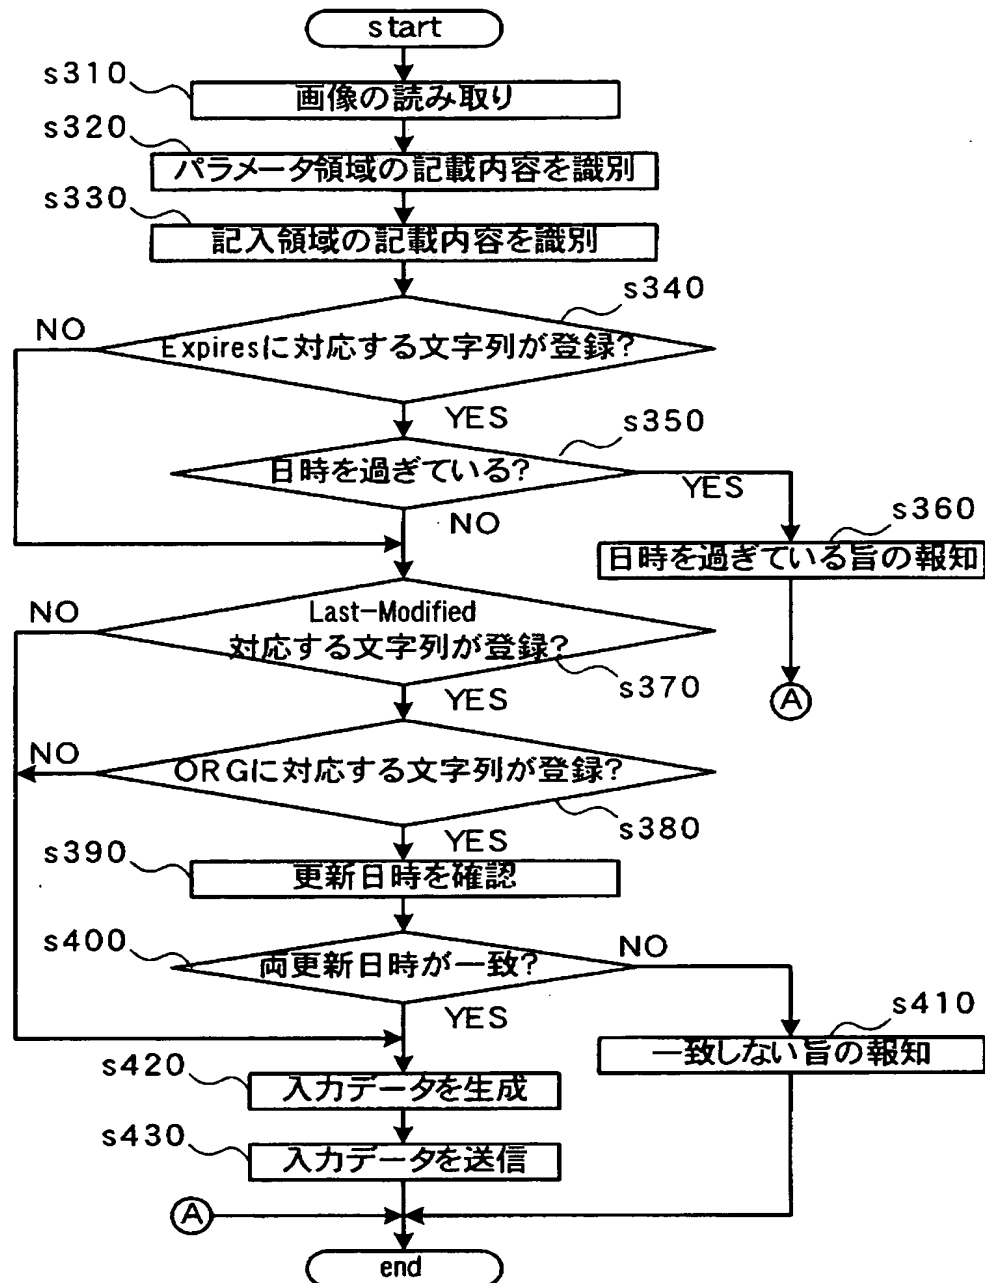 start
s310
画像の読み取り
s320
パラメータ領域の記載内容を識別
s330
記入領域の記載内容を識別
s340
NO
Expiresに対応する文字列が登録?
YES
s350
日時を過ぎている?
YES
NO
s360
日時を過ぎている旨の報知
NO
Last-Modified
対応する文字列が登録?
s370
YES
A
NO
ORGに対応する文字列が登録?
s380
YES
s390
更新日時を確認
s400
NO
両更新日時が一致?
YES
s410
一致しない旨の報知
s420
入力データを生成
s430
入力データを送信
A
end